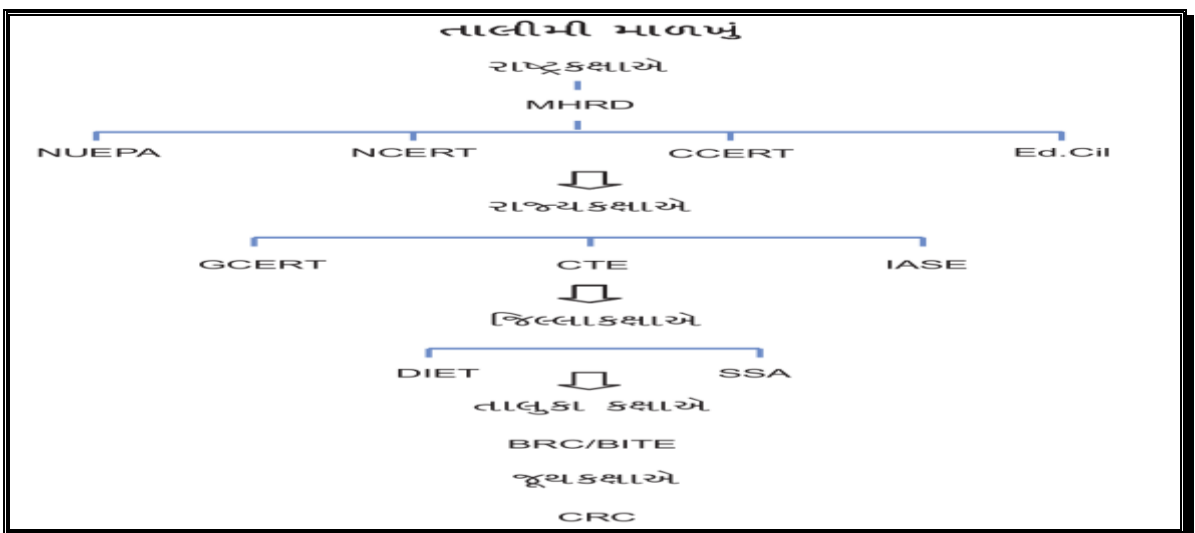 તાલીમી માળખું
રાષ્ટ્રકક્ષાએ
MHRD
NUEPA NCERT CCERT Ed.Cil
રાજ્યકક્ષાએ
GCERT CTE IASE
જિલ્લાકક્ષાએ
DIET SSA
તાલુકા કક્ષાએ
BRC/BITE
જૂથકક્ષાએ
CRC